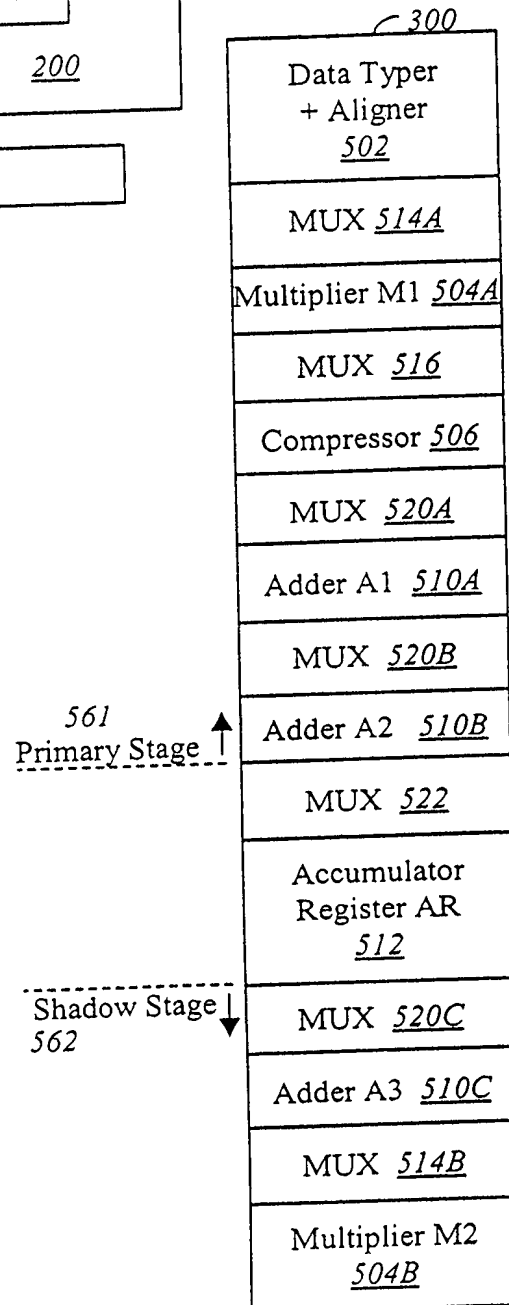 300
200
Data Typer
+ Aligner
502
MUX 514A
Multiplier M1 504A
MUX 516
Compressor 506
MUX 520A
Adder A1 510A
MUX 520B
561
Primary Stage
Adder A2 510B
MUX 522
Accumulator
Register AR
512
Shadow Stage
562
MUX 520C
Adder A3 510C
MUX 514B
Multiplier M2
504B